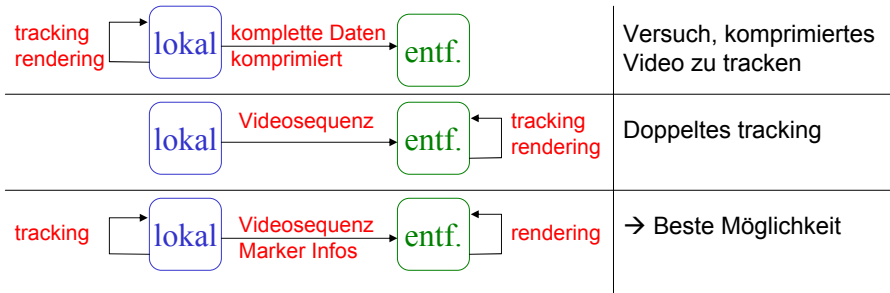 tracking
rendering
lokal
komplette Daten
komprimiert
entf.
Versuch, komprimiertes
Video zu tracken
lokal
Videosequenz
entf.
tracking
rendering
Doppeltes tracking
tracking
lokal
Videosequenz
Marker Infos
entf.
rendering
→ Beste Möglichkeit